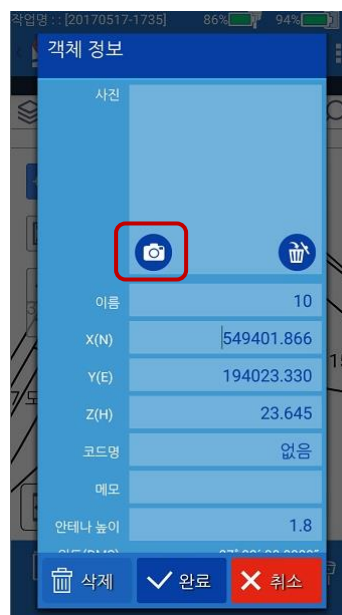 작업명 : : [20170517-1735] 86% 94%
객체 정보
사진
이름 10
X(N) 549401.866
Y(E) 194023.330
Z(H) 23.645
코드명 없음
메모
안테나 높이 1.8
삭제 완료 취소